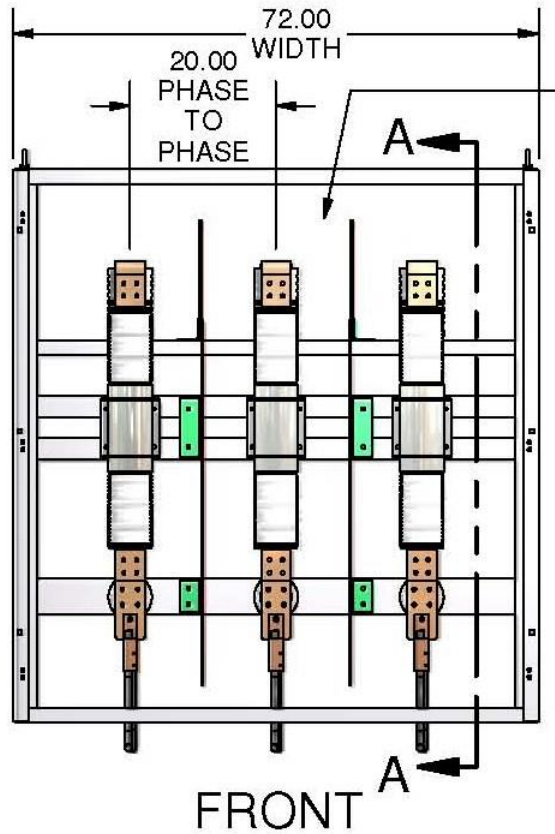 72.00
WIDTH
20.00
PHASE
TO
PHASE
A
A
FRONT